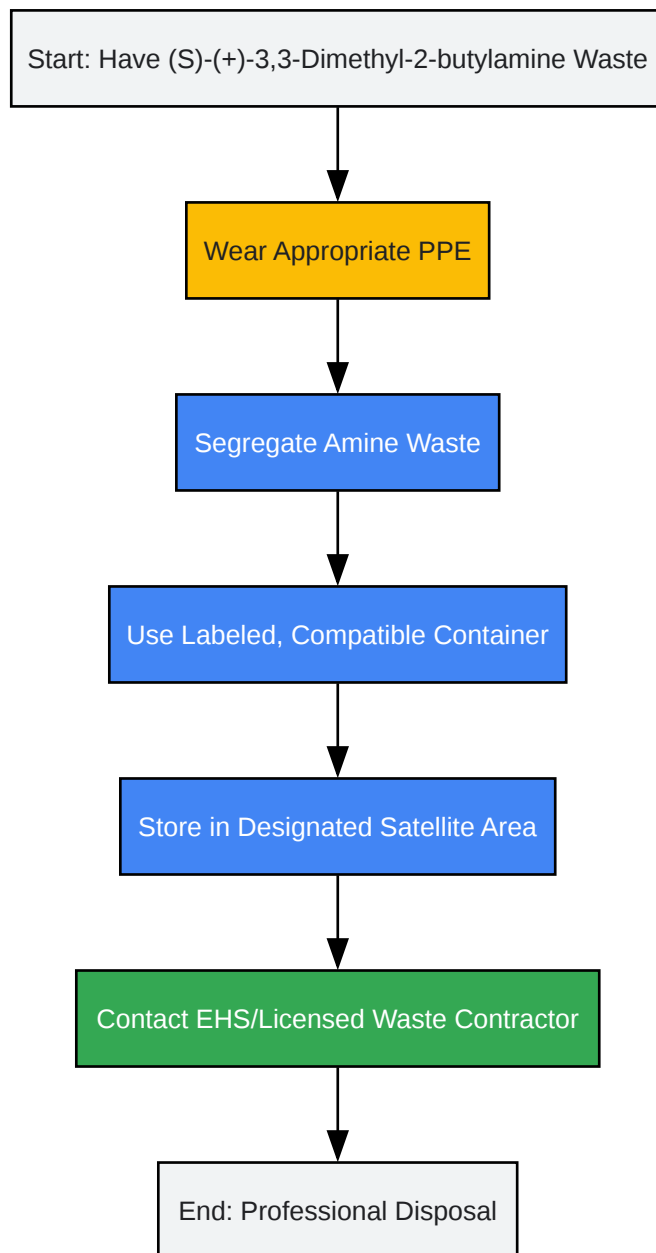 Start: Have (S)-(+)-3,3-Dimethyl-2-butylamine Waste
Wear Appropriate PPE
Segregate Amine Waste
Use Labeled, Compatible Container
Store in Designated Satellite Area
Contact EHS/Licensed Waste Contractor
End: Professional Disposal